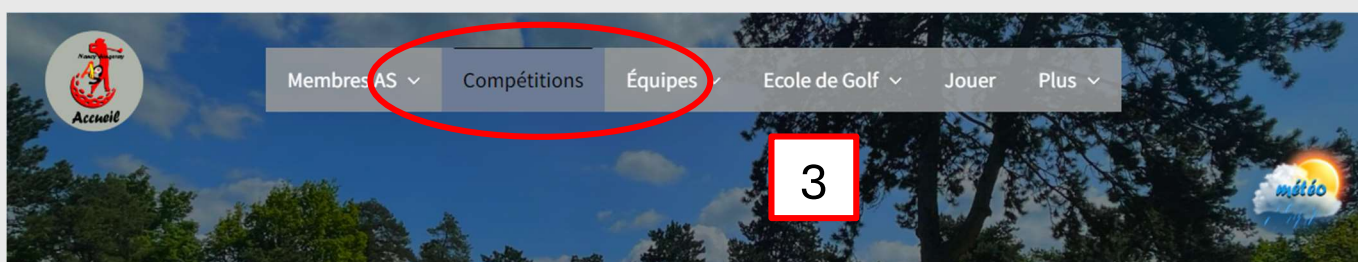 Membres AS
Compétitions
Équipes
Ecole de Golf
Jouer
Plus
Accueil
3
météo